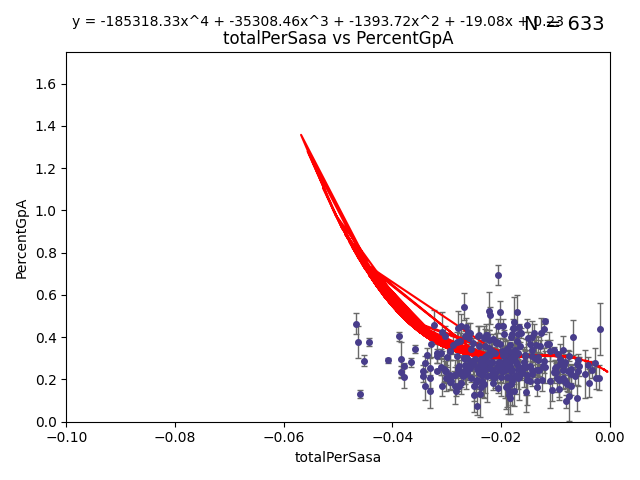 y = -185318.33x^4 + -35308.46x^3 + -1393.72x^2 + -19.08x + 0.23
N = 633
totalPerSasa vs PercentGpA
1.6
1.4
1.2
1.0
0.8
0.6
0.4
0.2
0.0
PercentGpA
−0.10 −0.08 −0.06 −0.04 −0.02 0.00
totalPerSasa